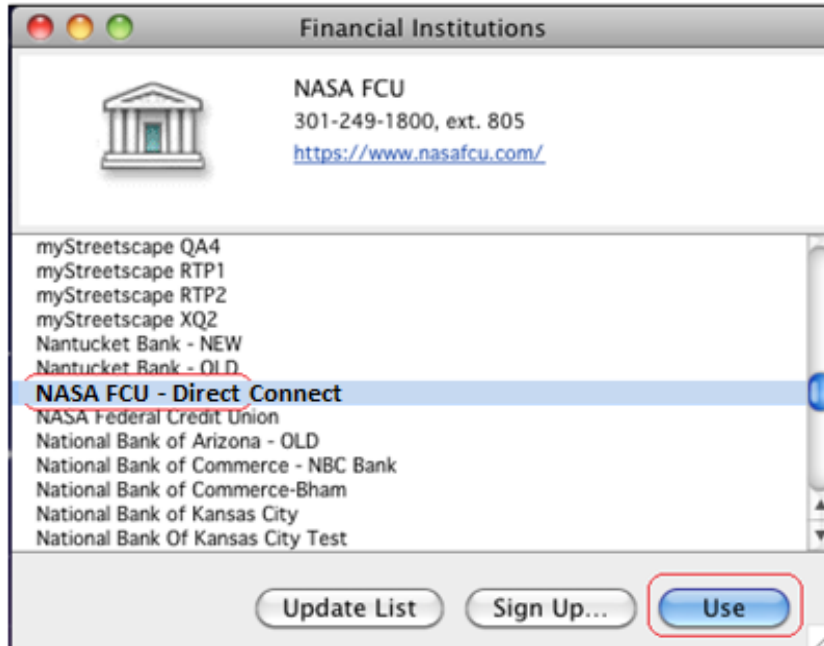 Financial Institutions
NASA FCU
301-249-1800, ext. 805
https://www.nasafcu.com/
myStreetscape QA4
myStreetscape RTP1
myStreetscape RTP2
myStreetscape XQ2
Nantucket Bank - NEW
Nantucket Bank - OLD
NASA FCU - Direct Connect
NASA Federal Credit Union
National Bank of Arizona - OLD
National Bank of Commerce - NBC Bank
National Bank of Commerce-Bham
National Bank of Kansas City
National Bank Of Kansas City Test
Update List
Sign Up...
Use